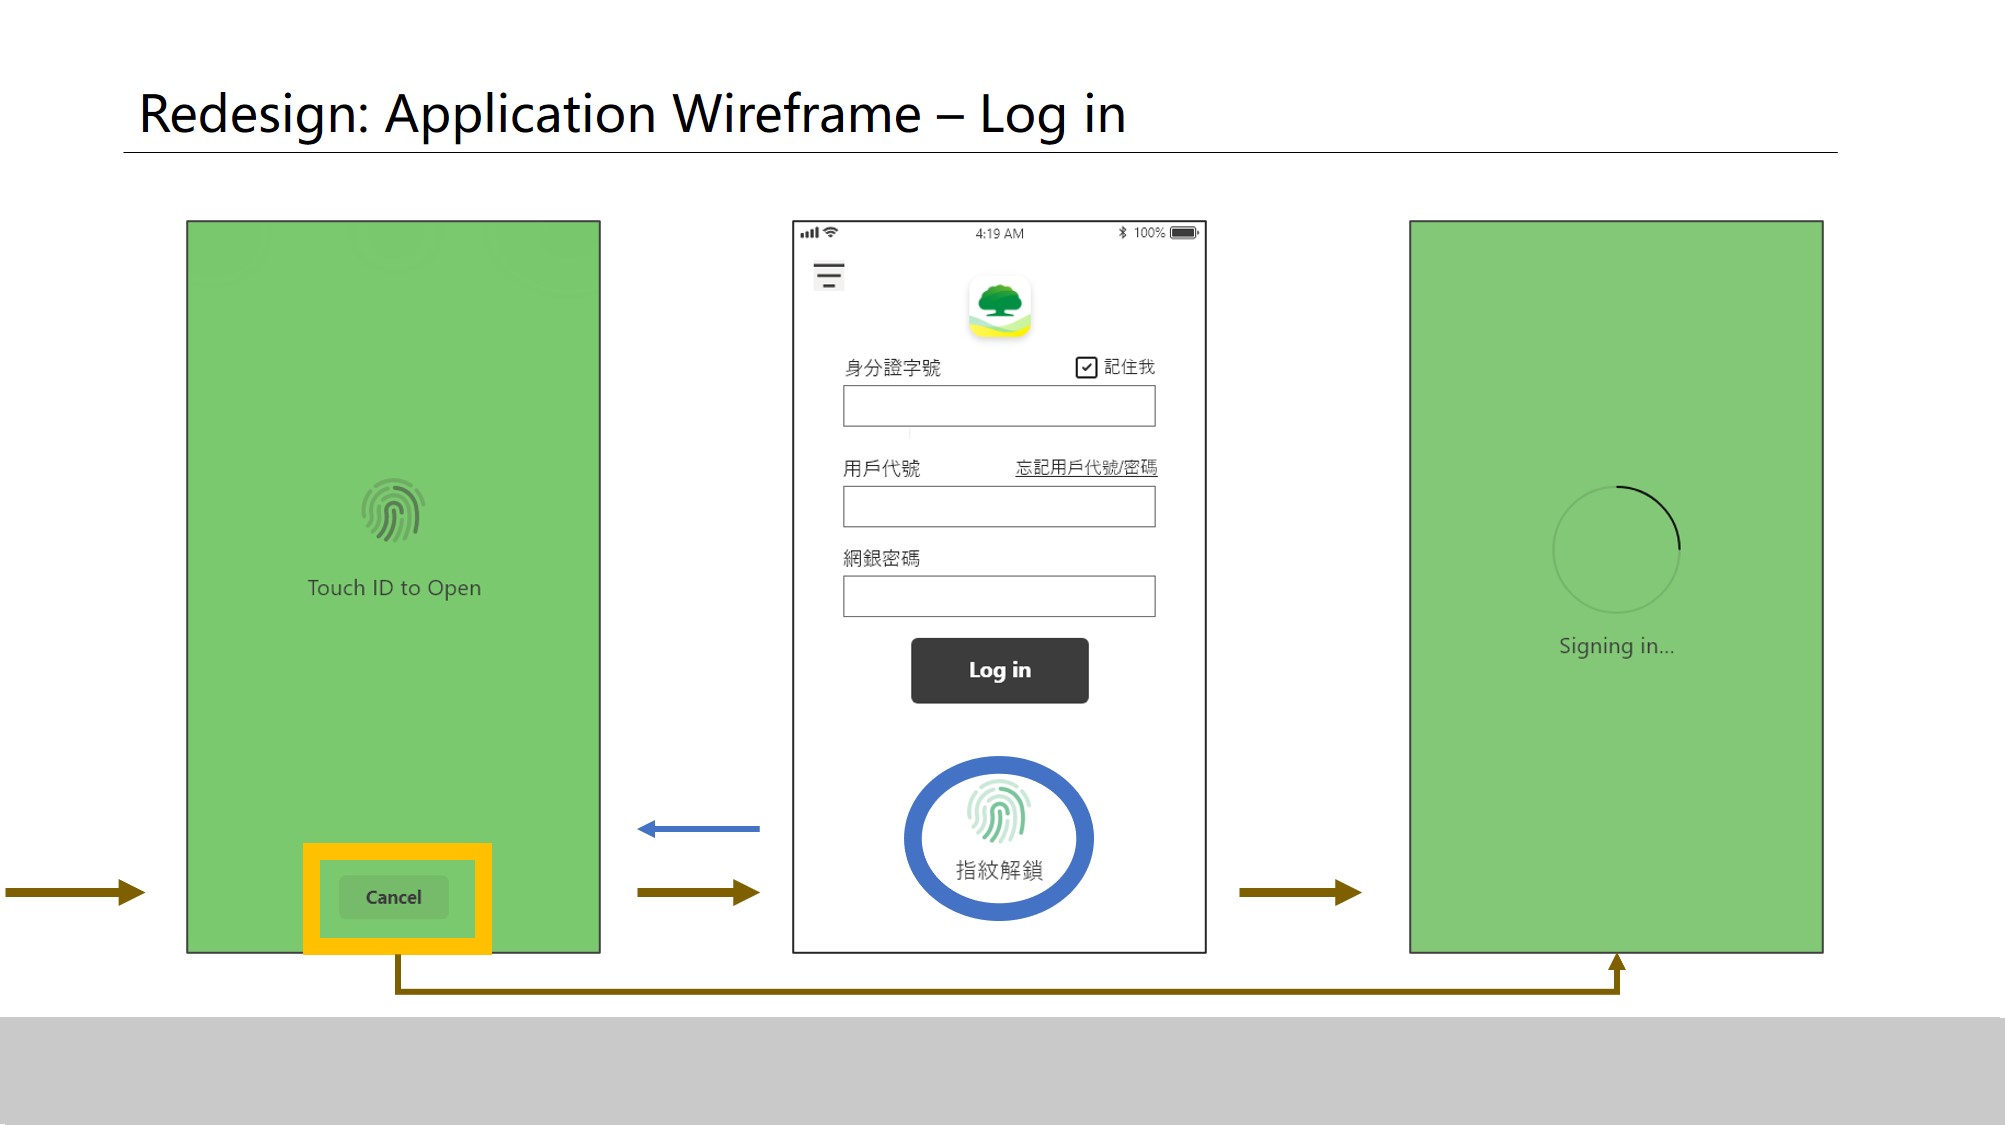 Redesign: Application Wireframe – Log in
Touch ID to Open
Cancel
4:19 AM
100%
身分證字號
記住我
用戶代號
忘記用戶代號/密碼
網銀密碼
Log in
指紋解鎖
Signing in...